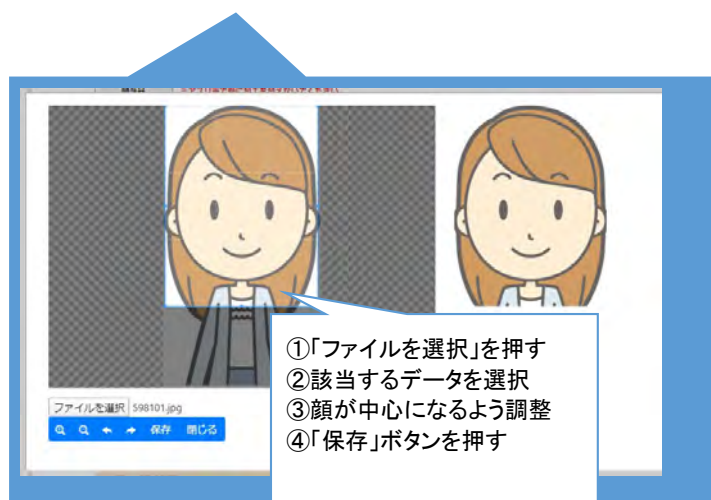 ファイルを選択 598101.jpg
保存 閉じる
①「ファイルを選択」を押す
②該当するデータを選択
③顔が中心になるよう調整
④「保存」ボタンを押す